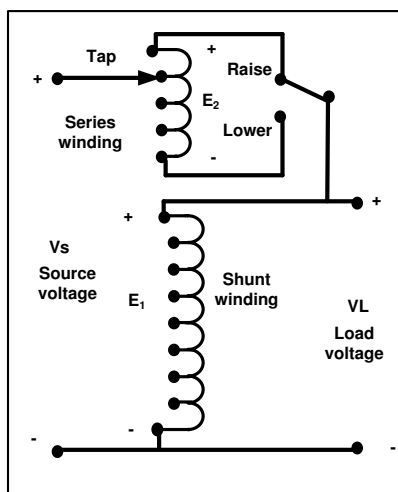 Tap
+
+
Raise
E₂
Series
winding
Lower
-
+
+
Vs
Source
voltage
E₁
Shunt
winding
VL
Load
voltage
-
-
-